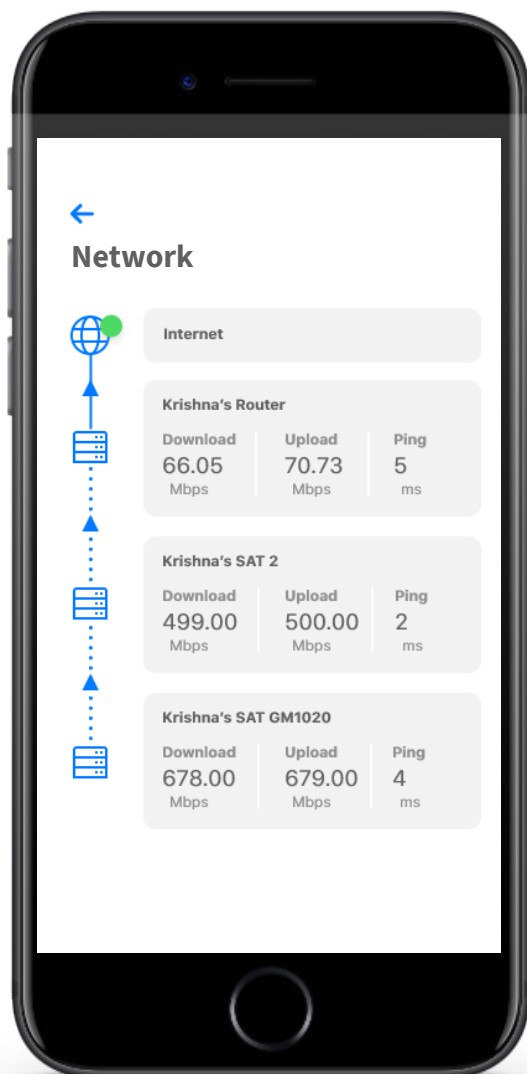 Network
Internet
Krishna's Router
Download Upload Ping
66.05 70.73 5
Mbps Mbps ms
Krishna's SAT 2
Download Upload Ping
499.00 500.00 2
Mbps Mbps ms
Krishna's SAT GM1020
Download Upload Ping
678.00 679.00 4
Mbps Mbps ms